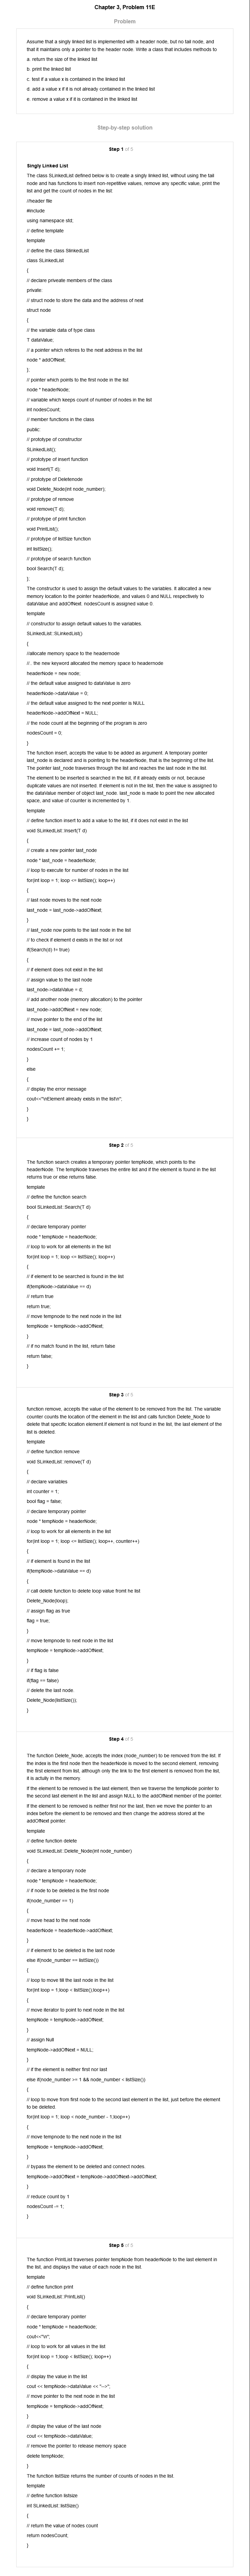 Chapter 3, Problem 11E
Problem
Assume that a singly linked list is implemented with a header node, but no tail node, and
that it maintains only a pointer to the header node. Write a class that includes methods to
a. return the size of the linked list
b. print the linked list
c. test if a value x is contained in the linked list
d. add a value x if it is not already contained in the linked list
e. remove a value x if it is contained in the linked list
Step-by-step solution
Step 1 of 5
Singly Linked List
The class SLinkedList defined below is to create a singly linked list, without using the tail
node and has functions to insert non-repetitive values, remove any specific value, print the
list and get the count of nodes in the list:
//header file
#include
using namespace std;
// define template
template
// define the class SlinkedList
class SLinkedList
{
// declare priveate members of the class
private:
// struct node to store the data and the address of next
struct node
{
// the variable data of type class
T dataValue;
// a pointer which referes to the next address in the list
node * addOfNext;
};
// pointer which points to the first node in the list
node * headerNode;
// variable which keeps count of number of nodes in the list
int nodesCount;
// member functions in the class
public:
// prototype of constructor
SLinkedList();
// prototype of insert function
void Insert(T d);
// prototype of Deletenode
void Delete_Node(int node_number);
// prototype of remove
void remove(T d);
// prototype of print function
void PrintList();
// prototype of listSize function
int listSize();
// prototype of search function
bool Search(T d);
};
The constructor is used to assign the default values to the variables. It allocated a new
memory location to the pointer headerNode, and values 0 and NULL respectively to
dataValue and addOfNext. nodesCount is assigned value 0.
template
// constructor to assign default values to the variables.
SLinkedList ::SLinkedList()
{
//allocate memory space to the headernode
// . the new keyword allocated the memory space to headernode
headerNode = new node;
// the default value assigned to dataValue is zero
headerNode->dataValue = 0;
// the default value assigned to the next pointer is NULL
headerNode->addOfNext = NULL;
// the node count at the beginning of the program is zero
nodesCount = 0;
}
The function insert, accepts the value to be added as argument. A temporary pointer
last_node is declared and is pointing to the headerNode, that is the beginning of the list.
The pointer last_node traverses through the list and reaches the last node in the list.
The element to be inserted is searched in the list, if it already exists or not, because
duplicate values are not inserted. If element is not in the list, then the value is assigned to
the dataValue member of object last_node. last_node is made to point the new allocated
space, and value of counter is incremented by 1.
template
// define function insert to add a value to the list, if it does not exist in the list
void SLinkedList ::Insert(T d)
{
// create a new pointer last_node
node * last_node = headerNode;
// loop to execute for number of nodes in the list
for(int loop = 1; loop <= listSize(); loop++)
{
// last node moves to the next node
last_node = last_node->addOfNext;
}
// last_node now points to the last node in the list
// to check if element d exists in the list or not
if(Search(d) != true)
{
// if element does not exist in the list
// assign value to the last node
last_node->dataValue = d;
// add another node (memory allocation) to the pointer
last_node->addOfNext = new node;
// move pointer to the end of the list
last_node = last_node->addOfNext;
// increase count of nodes by 1
nodesCount += 1;
}
else
{
// display the error message
cout<<"\nElement already exists in the list\n";
}
}
Step 2 of 5
The function search creates a temporary pointer tempNode, which points to the
headerNode. The tempNode traverses the entire list and if the element is found in the list
returns true or else returns false.
template
// define the function search
bool SLinkedList ::Search(T d)
{
// declare temporary pointer
node * tempNode = headerNode;
// loop to work for all elements in the list
for(int loop = 1; loop <= listSize(); loop++)
{
// if element to be searched is found in the list
if(tempNode->dataValue == d)
// return true
return true;
// move tempnode to the next node in the list
tempNode = tempNode->addOfNext;
}
// if no match found in the list, return false
return false;
}
Step 3 of 5
function remove, accepts the value of the element to be removed from the list. The variable
counter counts the location of the element in the list and calls function Delete_Node to
delete that specific location element.If element is not found in the list, the last element of the
list is deleted.
template
// define function remove
void SLinkedList ::remove(T d)
{
// declare variables
int counter = 1;
bool flag = false;
// declare temporary pointer
node * tempNode = headerNode;
// loop to work for all elements in the list
for(int loop = 1; loop <= listSize(); loop++, counter++)
{
// if element is found in the list
if(tempNode->dataValue == d)
{
// call delete function to delete loop value fromt he list
Delete_Node(loop);
// assign flag as true
flag = true;
}
// move tempnode to next node in the list
tempNode = tempNode->addOfNext;
}
// if flag is false
if(flag == false)
// delete the last node.
Delete_Node(listSize());
}
Step 4 of 5
The function Delete_Node, accepts the index (node_number) to be removed from the list. If
the index is the first node then the headerNode is moved to the second element, removing
the first element from list, although only the link to the first element is removed from the list,
it is actully in the memory.
If the element to be removed is the last element, then we traverse the tempNode pointer to
the second last element in the list and assign NULL to the addOfNext member of the pointer.
If the element to be removed is neither first nor the last, then we move the pointer to an
index before the element to be removed and then change the address stored at the
addOfNext pointer.
template
// define function delete
void SLinkedList ::Delete_Node(int node_number)
{
// declare a temporary node
node * tempNode = headerNode;
// if node to be deleted is the first node
if(node_number == 1)
{
// move head to the next node
headerNode = headerNode->addOfNext;
}
// if element to be deleted is the last node
else if(node_number == listSize())
{
// loop to move till the last node in the list
for(int loop = 1;loop < listSize();loop++)
{
// move iterator to point to next node in the list
tempNode = tempNode->addOfNext;
}
// assign Null
tempNode->addOfNext = NULL;
}
// if the element is neither first nor last
else if(node_number >= 1 && node_number < listSize())
{
// loop to move from first node to the second last element in the list, just before the element
to be deleted.
for(int loop = 1; loop < node_number - 1;loop++)
{
// move tempnode to the next node in the list
tempNode = tempNode->addOfNext;
}
// bypass the element to be deleted and connect nodes.
tempNode->addOfNext = tempNode->addOfNext->addOfNext;
}
// reduce count by 1
nodesCount -= 1;
}
Step 5 of 5
The function PrintList traverses pointer tempNode from headerNode to the last element in
the list, and displays the value of each node in the list.
template
// define function print
void SLinkedList ::PrintList()
{
// declare temporary pointer
node * tempNode = headerNode;
cout<<"\n";
// loop to work for all values in the list
for(int loop = 1;loop < listSize(); loop++)
{
// display the value in the list
cout << tempNode->dataValue << "-->";
// move pointer to the next node in the list
tempNode = tempNode->addOfNext;
}
// display the value of the last node
cout << tempNode->dataValue;
// remove the pointer to release memory space
delete tempNode;
}
The function listSize returns the number of counts of nodes in the list.
template
// define function listsize
int SLinkedList ::listSize()
{
// return the value of nodes count
return nodesCount;
}